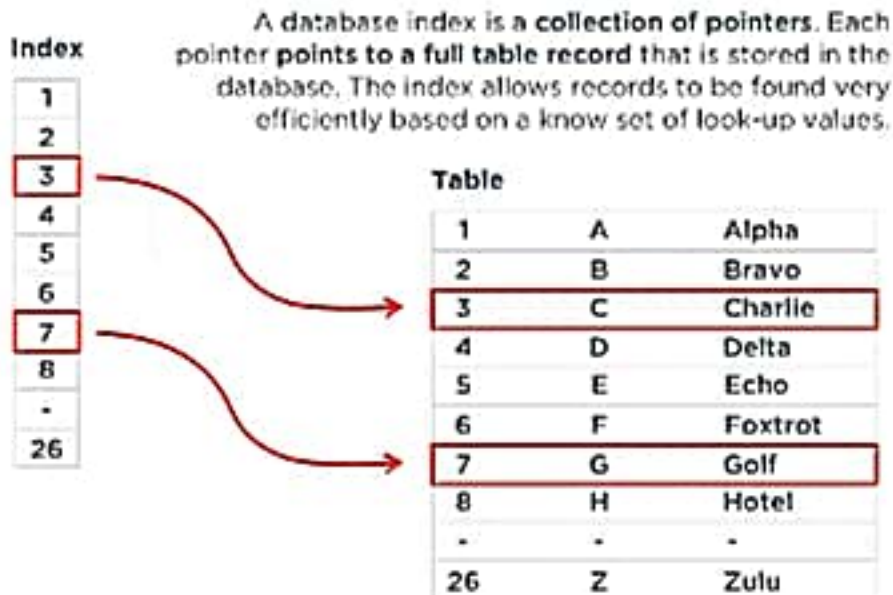 A database index is a collection of pointers. Each
pointer points to a full table record that is stored in the
database. The index allows records to be found very
efficiently based on a know set of look-up values.
Index
1
2
3
4
5
6
7
8
-
26
Table
1 A Alpha
2 B Bravo
3 C Charlie
4 D Delta
5 E Echo
6 F Foxtrot
7 G Golf
8 H Hotel
- - -
26 Z Zulu